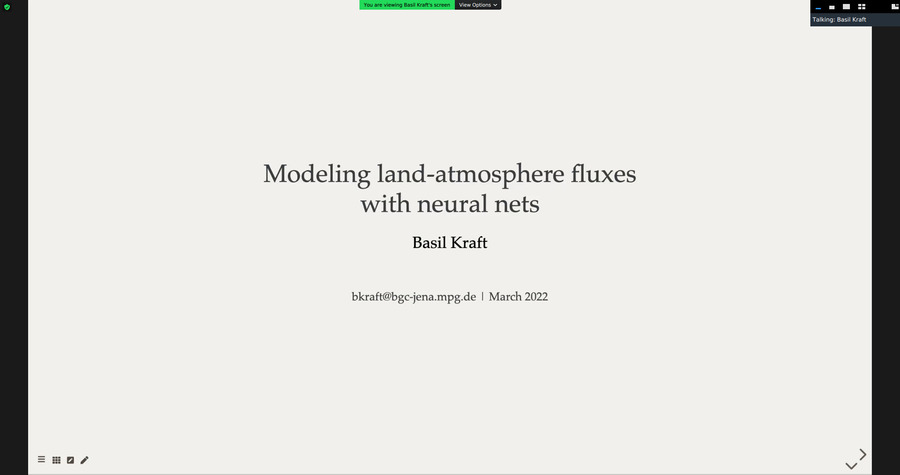 You are viewing Basil Kraft's screen
View Options
Talking: Basil Kraft
Modeling land-atmosphere fluxes
with neural nets
Basil Kraft
bkraft@bgc-jena.mpg.de | March 2022